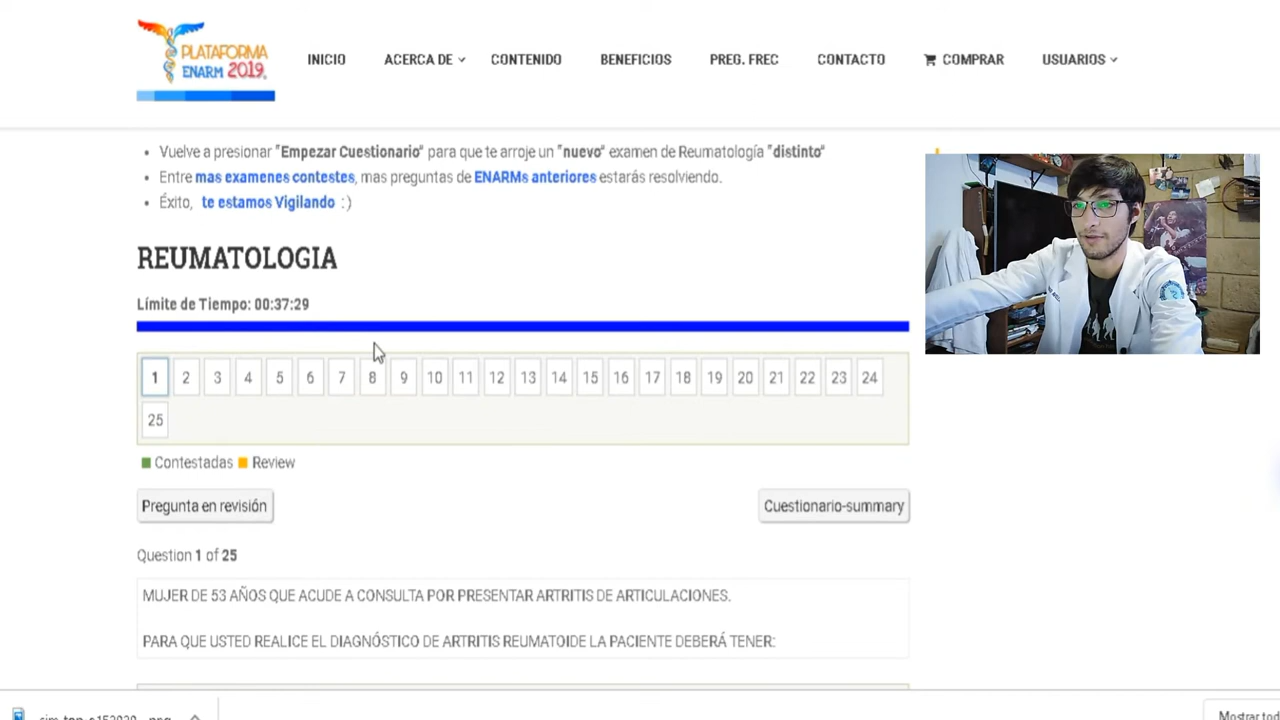 PLATAFORMA
ENARM 2019
INICIO
ACERCA DE
CONTENIDO
BENEFICIOS
PREG. FREC
CONTACTO
COMPRAR
USUARIOS
Vuelve a presionar "Empezar Cuestionario" para que te arroje un "nuevo" examen de Reumatología "distinto"
Entre mas examenes contestes, mas preguntas de ENARMs anteriores estarás resolviendo.
Éxito, te estamos Vigilando :)
REUMATOLOGIA
Límite de Tiempo: 00:37:29
1 2 3 4 5 6 7 8 9 10 11 12 13 14 15 16 17 18 19 20 21 22 23 24
25
Contestadas Review
Pregunta en revisión
Cuestionario-summary
Question 1 of 25
MUJER DE 53 AÑOS QUE ACUDE A CONSULTA POR PRESENTAR ARTRITIS DE ARTICULACIONES.
PARA QUE USTED REALICE EL DIAGNÓSTICO DE ARTRITIS REUMATOIDE LA PACIENTE DEBERÁ TENER:
Mostrar tod